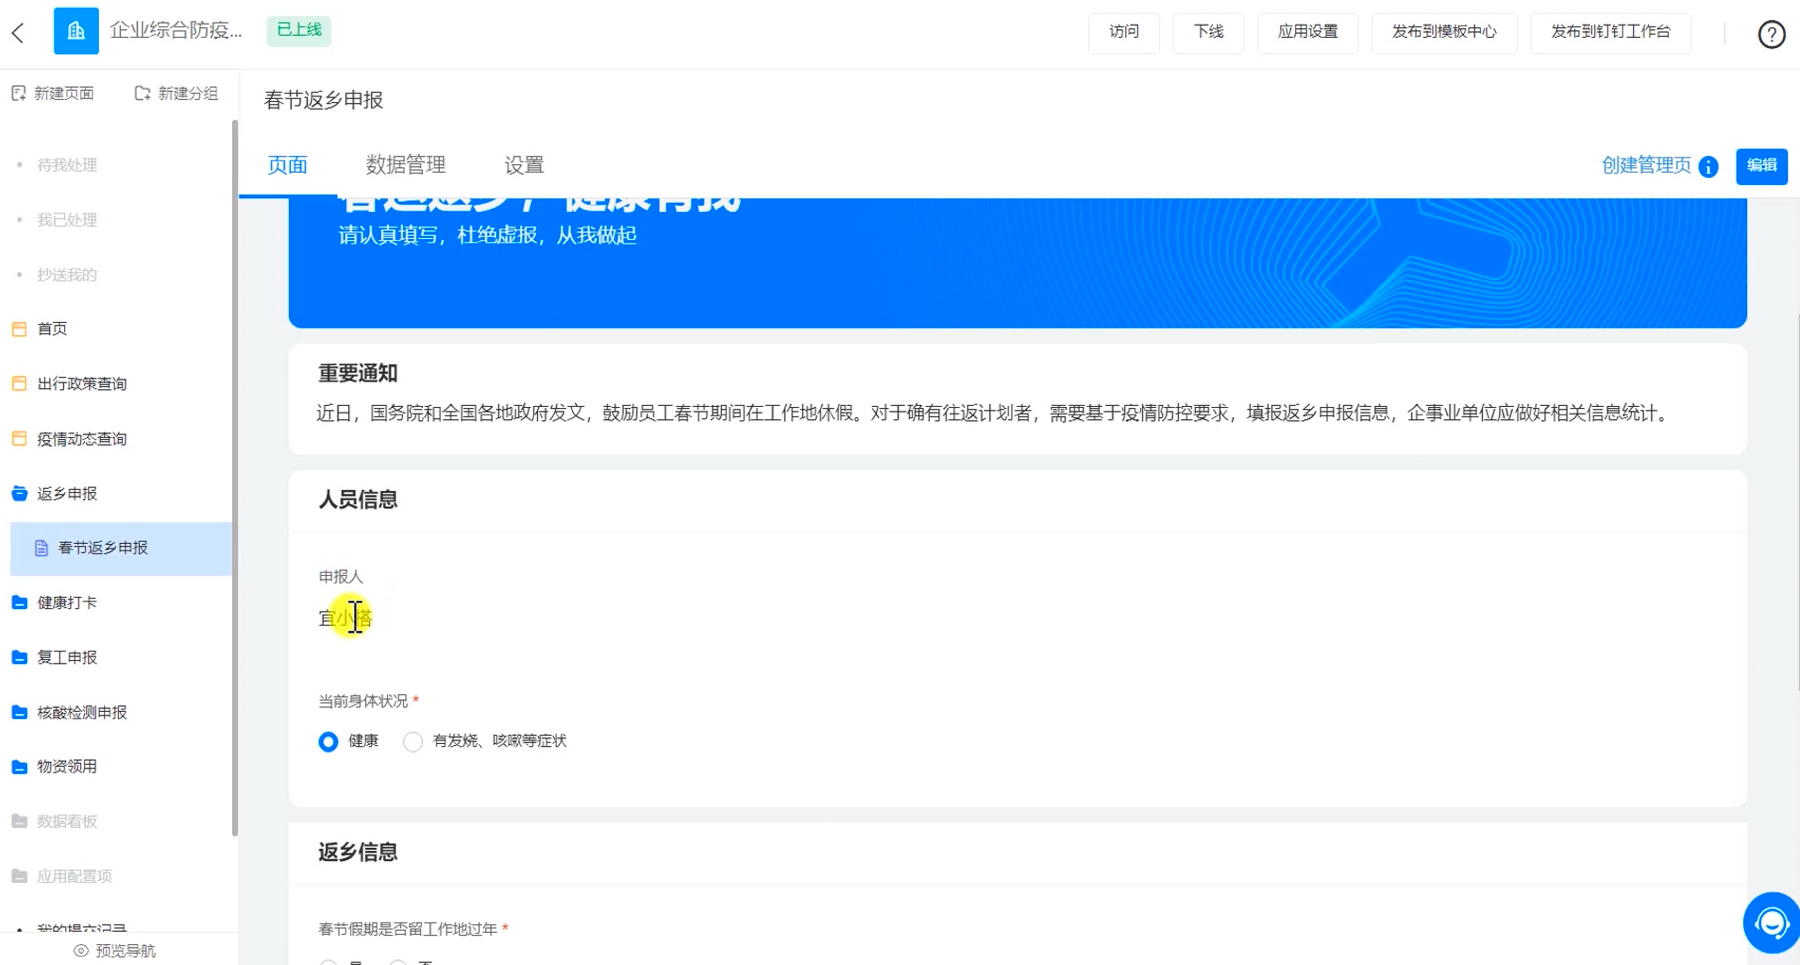 企业综合防疫...
已上线
访问
下线
应用设置
发布到模板中心
发布到钉钉工作台
新建页面
新建分组
待我处理
我已处理
抄送我的
首页
出行政策查询
疫情动态查询
返乡申报
春节返乡申报
健康打卡
复工申报
核酸检测申报
物资领用
数据看板
应用配置项
我的提交记录
预览导航
春节返乡申报
页面
数据管理
设置
创建管理页
编辑
请认真填写，杜绝虚报，从我做起
重要通知
近日，国务院和全国各地政府发文，鼓励员工春节期间在工作地休假。对于确有往返计划者，需要基于疫情防控要求，填报返乡申报信息，企事业单位应做好相关信息统计。
人员信息
申报人
宜小搭
当前身体状况 *
健康
有发烧、咳嗽等症状
返乡信息
春节假期是否留工作地过年 *